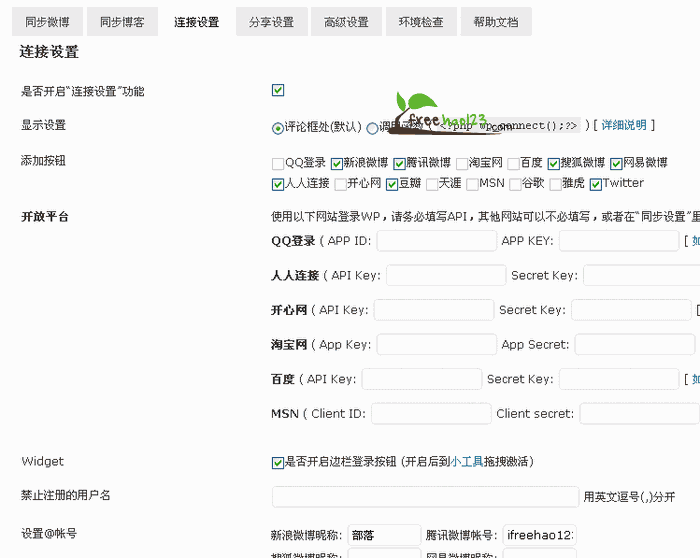 同步微博 同步博客 连接设置 分享设置 高级设置 环境检查 帮助文档
连接设置
是否开启“连接设置”功能
显示设置 评论框处(默认) 调用函数 ( <?php wp_connect();?> ) [ 详细说明 ]
freehao123.com
添加按钮 QQ登录 新浪微博 腾讯微博 淘宝网 百度 搜狐微博 网易微博
人人连接 开心网 豆瓣 天涯 MSN 谷歌 雅虎 Twitter
开放平台 使用以下网站登录WP，请务必填写API，其他网站可以不必填写，或者在“同步设置”里
QQ登录 ( APP ID: APP KEY: [ 如
人人连接 ( API Key: Secret Key:
开心网 ( API Key: Secret Key: [
淘宝网 ( App Key: App Secret:
百度 ( API Key: Secret Key: [ 如
MSN ( Client ID: Client secret:
Widget 是否开启边栏登录按钮 (开启后到小工具拖拽激活)
禁止注册的用户名 用英文逗号(,)分开
设置@帐号 新浪微博昵称: 部落 腾讯微博帐号: ifreehao12
搜狐微博昵称: 网易微博昵称: